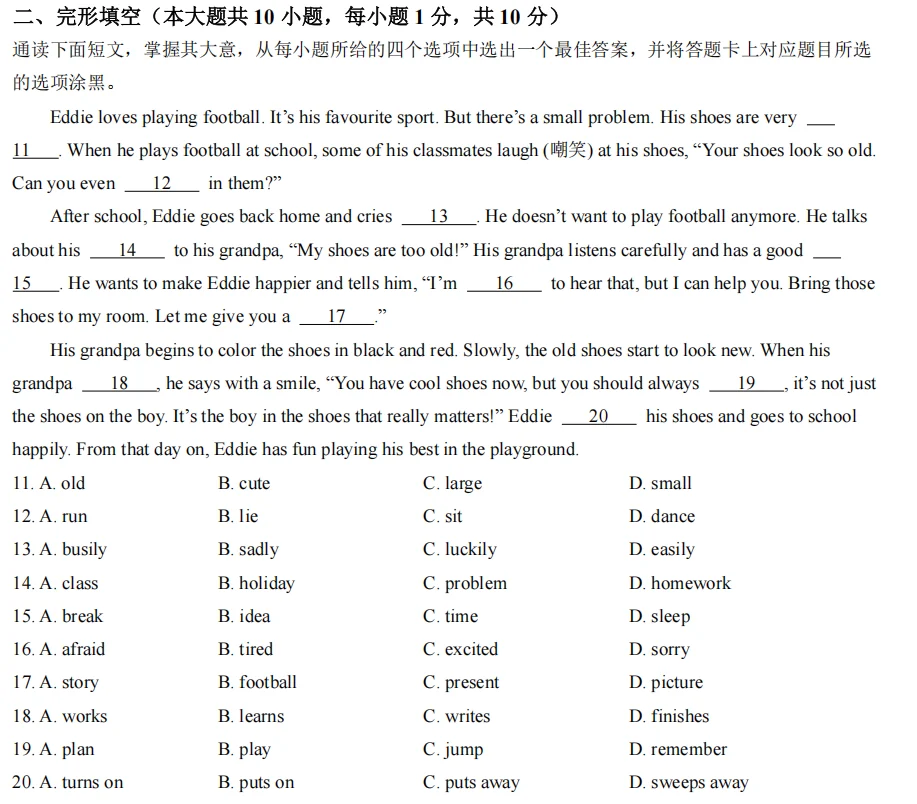 二、完形填空（本大题共 10 小题，每小题 1 分，共 10 分）
通读下面短文，掌握其大意，从每小题所给的四个选项中选出一个最佳答案，并将答题卡上对应题目所选
的选项涂黑。
Eddie loves playing football. It’s his favourite sport. But there’s a small problem. His shoes are very ___
11___. When he plays football at school, some of his classmates laugh (嘲笑) at his shoes, “Your shoes look so old.
Can you even ___12___ in them?”
After school, Eddie goes back home and cries ___13___. He doesn’t want to play football anymore. He talks
about his ___14___ to his grandpa, “My shoes are too old!” His grandpa listens carefully and has a good ___
15___. He wants to make Eddie happier and tells him, “I’m ___16___ to hear that, but I can help you. Bring those
shoes to my room. Let me give you a ___17___.”
His grandpa begins to color the shoes in black and red. Slowly, the old shoes start to look new. When his
grandpa ___18___, he says with a smile, “You have cool shoes now, but you should always ___19___, it’s not just
the shoes on the boy. It’s the boy in the shoes that really matters!” Eddie ___20___ his shoes and goes to school
happily. From that day on, Eddie has fun playing his best in the playground.
11. A. old B. cute C. large D. small
12. A. run B. lie C. sit D. dance
13. A. busily B. sadly C. luckily D. easily
14. A. class B. holiday C. problem D. homework
15. A. break B. idea C. time D. sleep
16. A. afraid B. tired C. excited D. sorry
17. A. story B. football C. present D. picture
18. A. works B. learns C. writes D. finishes
19. A. plan B. play C. jump D. remember
20. A. turns on B. puts on C. puts away D. sweeps away